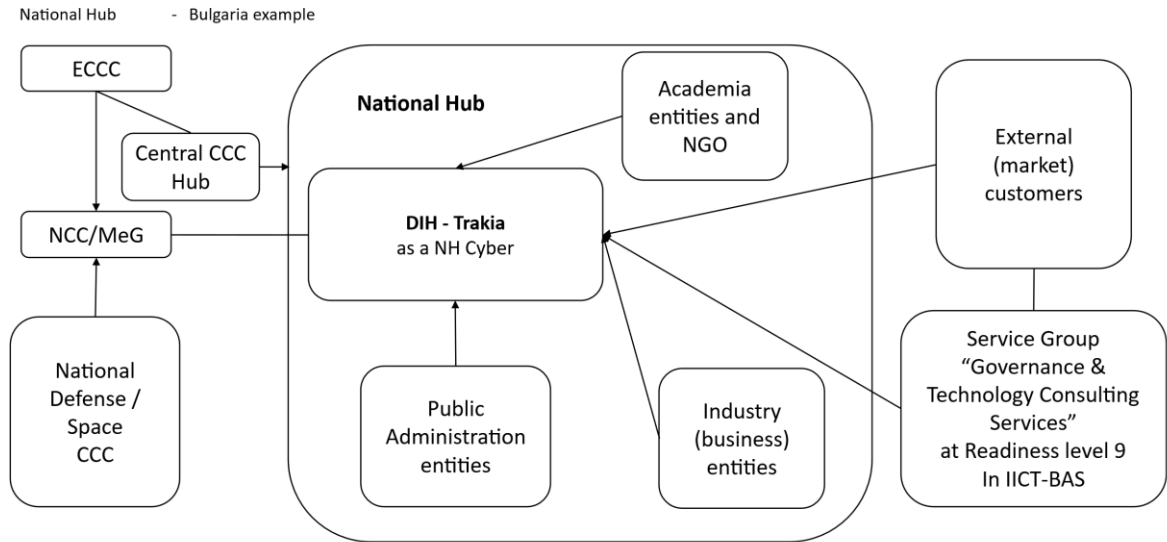 National Hub - Bulgaria example
ECCC
National Hub
Academia
entities and
NGO
External
(market)
customers
Central CCC
Hub
DIH - Trakia
as a NH Cyber
NCC/MeG
National
Defense /
Space
CCC
Public
Administration
entities
Industry
(business)
entities
Service Group
“Governance &
Technology Consulting
Services”
at Readiness level 9
In IICT-BAS